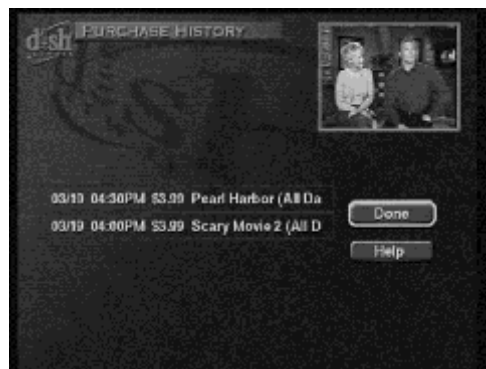 dish
PURCHASE HISTORY
03/19 04:30PM $3.99 Pearl Harbor (All Da
03/19 04:00PM $3.99 Scary Movie 2 (All D
Done
Help